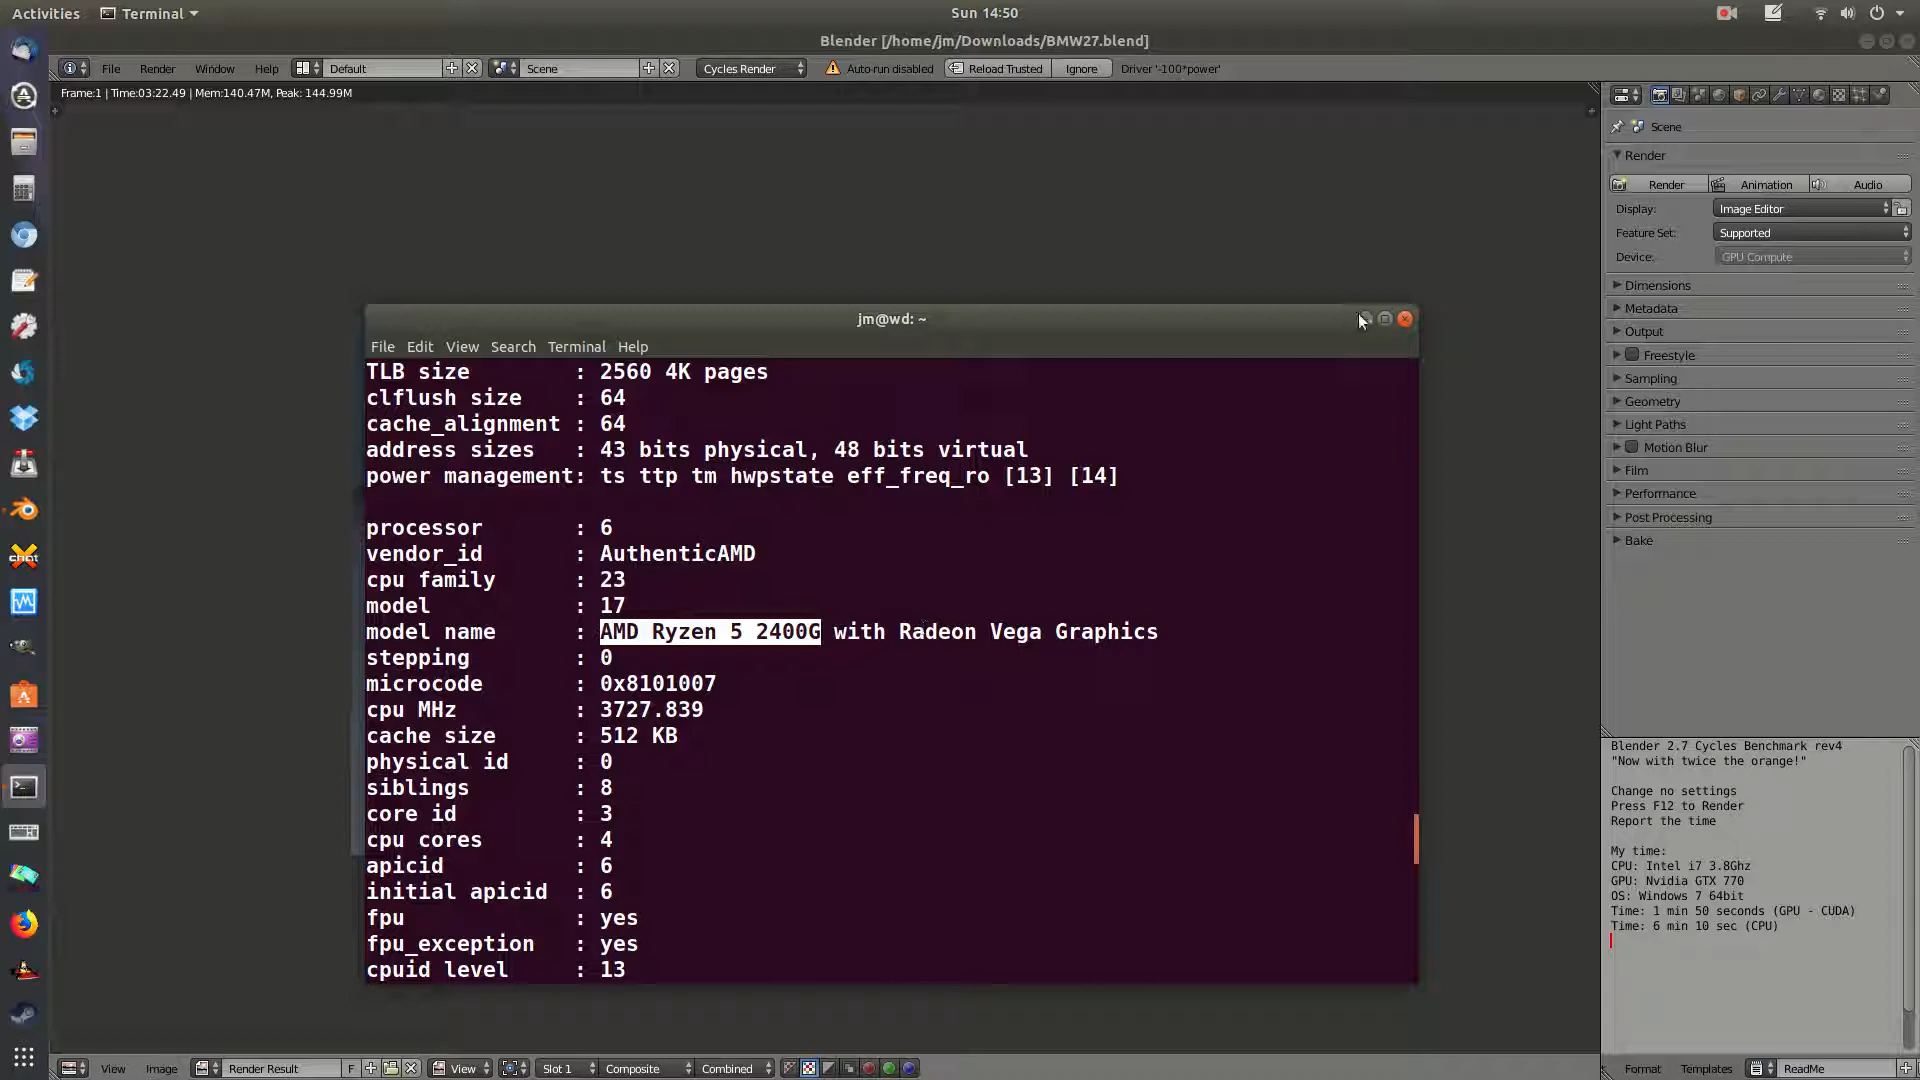 Activities
Terminal
Sun 14:50
Blender [/home/jm/Downloads/BMW27.blend]
File
Render
Window
Help
Default
Scene
Cycles Render
Auto-run disabled
Reload Trusted
Ignore
Driver '-100*power'
Frame:1 | Time:03:22.49 | Mem:140.47M, Peak: 144.99M
Scene
Render
Render
Animation
Audio
Display:
Image Editor
Feature Set:
Supported
Device:
GPU Compute
Dimensions
Metadata
Output
Freestyle
Sampling
Geometry
Light Paths
Motion Blur
Film
Performance
Post Processing
Bake
jm@wd: ~
File Edit View Search Terminal Help
TLB size : 2560 4K pages
clflush size : 64
cache_alignment : 64
address sizes : 43 bits physical, 48 bits virtual
power management: ts ttp tm hwpstate eff_freq_ro [13] [14]
processor : 6
vendor_id : AuthenticAMD
cpu family : 23
model : 17
model name : AMD Ryzen 5 2400G with Radeon Vega Graphics
stepping : 0
microcode : 0x8101007
cpu MHz : 3727.839
cache size : 512 KB
physical id : 0
siblings : 8
core id : 3
cpu cores : 4
apicid : 6
initial apicid : 6
fpu : yes
fpu_exception : yes
cpuid level : 13
Blender 2.7 Cycles Benchmark rev4
"Now with twice the orange!"
Change no settings
Press F12 to Render
Report the time
My time:
CPU: Intel i7 3.8Ghz
GPU: Nvidia GTX 770
OS: Windows 7 64bit
Time: 1 min 50 seconds (GPU - CUDA)
Time: 6 min 10 sec (CPU)
chat
View
Image
Render Result
F
View
Slot 1
Composite
Combined
Format
Templates
ReadMe